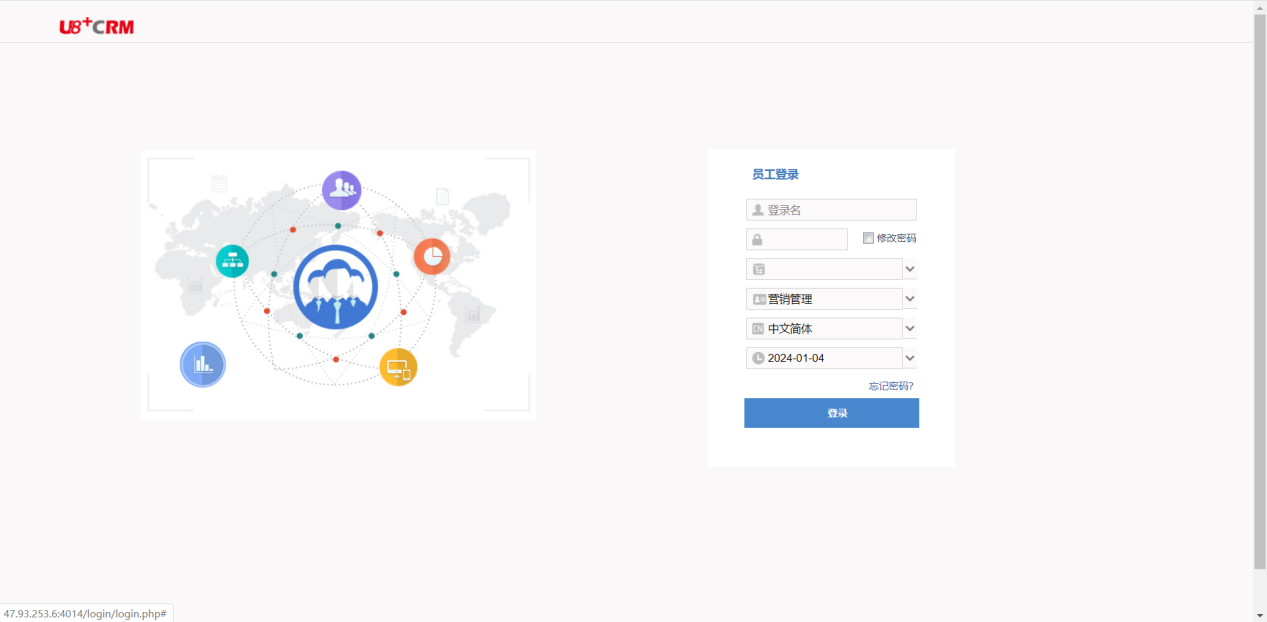 U8+CRM
员工登录
登录名
修改密码
营销管理
中文简体
2024-01-04
忘记密码?
登录
47.93.253.6:4014/login/login.php#